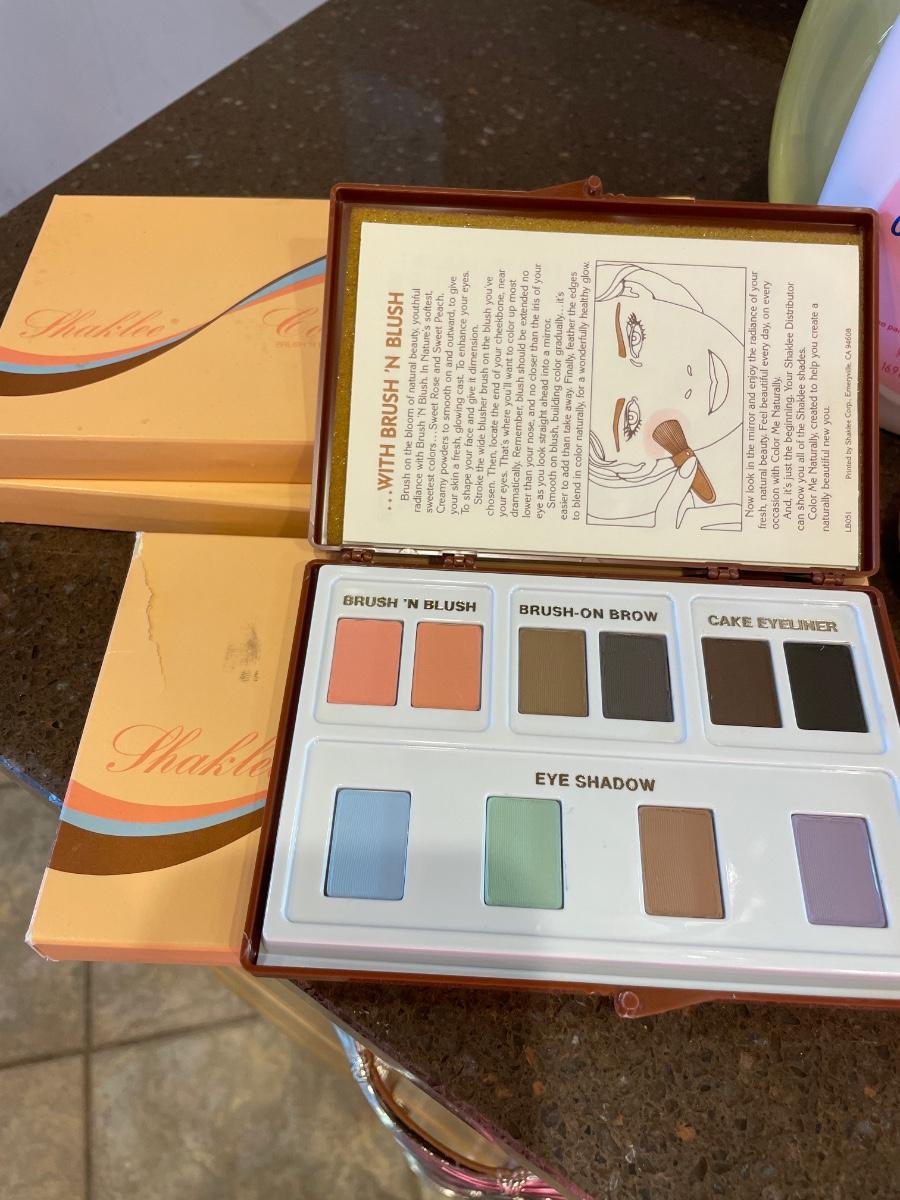 Shaklee®
...WITH BRUSH 'N BLUSH
Brush on the bloom of natural beauty, youthful
radiance with Brush 'N Blush. In Nature's softest,
sweetest colors...Sweet Rose and Sweet Peach.
Creamy powders to smooth on and outward, to give
your skin a fresh, glowing cast. To enhance your eyes.
To shape your face and give it dimension.
Stroke the wide blusher brush on the blush you've
chosen. Then, locate the end of your cheekbone, near
your eyes. That's where you'll want to color up most
dramatically. Remember, blush should be extended no
lower than your nose, and no closer than the iris of your
eye as you look straight ahead into a mirror.
Smooth on blush, building color gradually...it's
easier to add than take away. Finally, feather the edges
to blend in color naturally, for a wonderfully healthy glow.
Now look in the mirror and enjoy the radiance of your
fresh, natural beauty. Feel beautiful every day, on every
occasion with Color Me Naturally.
And, it's just the beginning. Your Shaklee Distributor
can show you all of the Shaklee shades.
Color Me Naturally, created to help you create a
naturally beautiful new you.
LB051 Printed by Shaklee Corp., Emeryville, CA 94608
Shaklee
BRUSH 'N BLUSH
BRUSH-ON BROW
CAKE EYELINER
EYE SHADOW